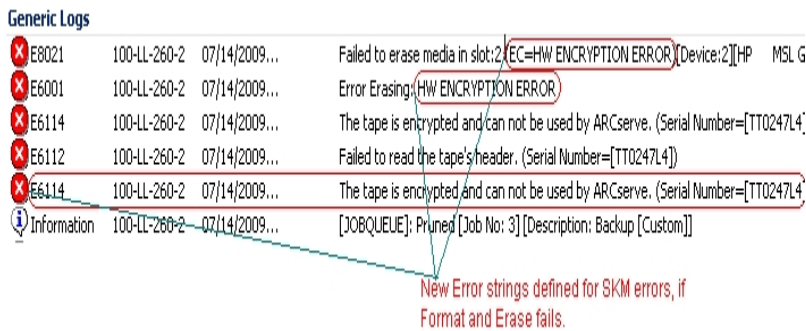 Generic Logs
E8021 100-LL-260-2 07/14/2009... Failed to erase media in slot:2.(EC=HW ENCRYPTION ERROR)[Device:2][HP MSL G
E6001 100-LL-260-2 07/14/2009... Error Erasing: HW ENCRYPTION ERROR
E6114 100-LL-260-2 07/14/2009... The tape is encrypted and can not be used by ARCserve. (Serial Number=[TT0247L4]
E6112 100-LL-260-2 07/14/2009... Failed to read the tape's header. (Serial Number=[TT0247L4])
E6114 100-LL-260-2 07/14/2009... The tape is encrypted and can not be used by ARCserve. (Serial Number=[TT0247L4
Information 100-LL-260-2 07/14/2009... [JOBQUEUE]: Pruned [Job No: 3] [Description: Backup [Custom]]
New Error strings defined for SKM errors, if
Format and Erase fails.